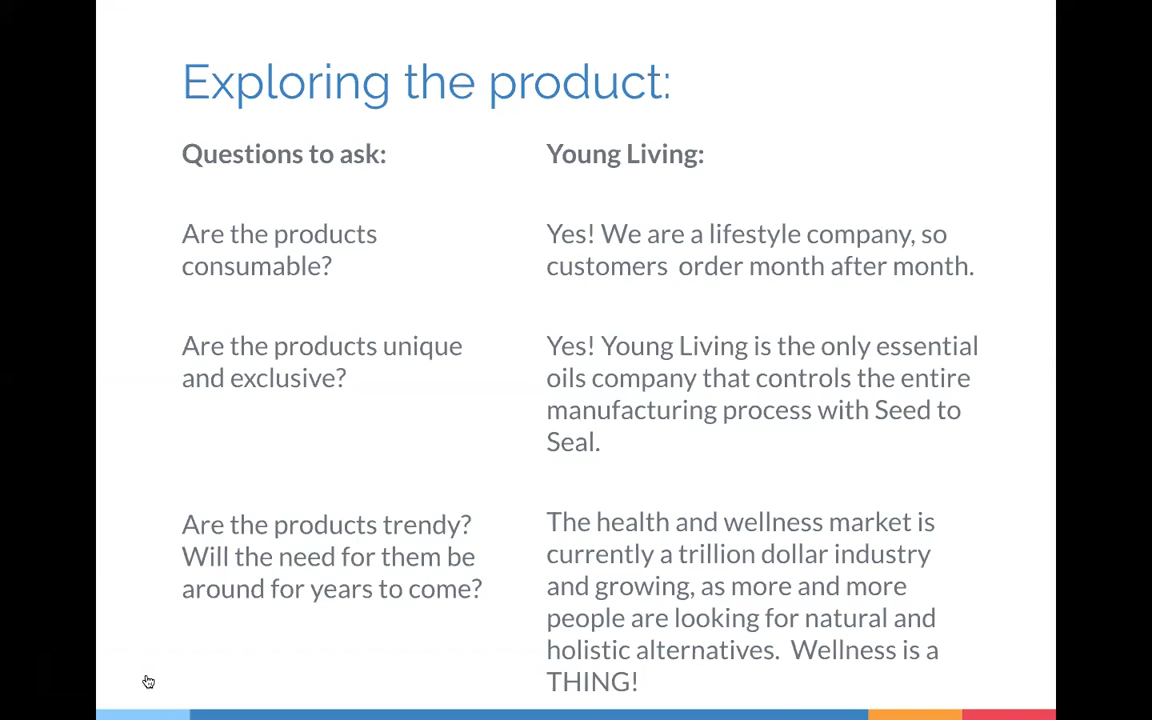 Exploring the product:
Questions to ask:
Young Living:
Are the products
consumable?
Yes! We are a lifestyle company, so
customers  order month after month.
Are the products unique
and exclusive?
Yes! Young Living is the only essential
oils company that controls the entire
manufacturing process with Seed to
Seal.
Are the products trendy?
Will the need for them be
around for years to come?
The health and wellness market is
currently a trillion dollar industry
and growing, as more and more
people are looking for natural and
holistic alternatives.  Wellness is a
THING!